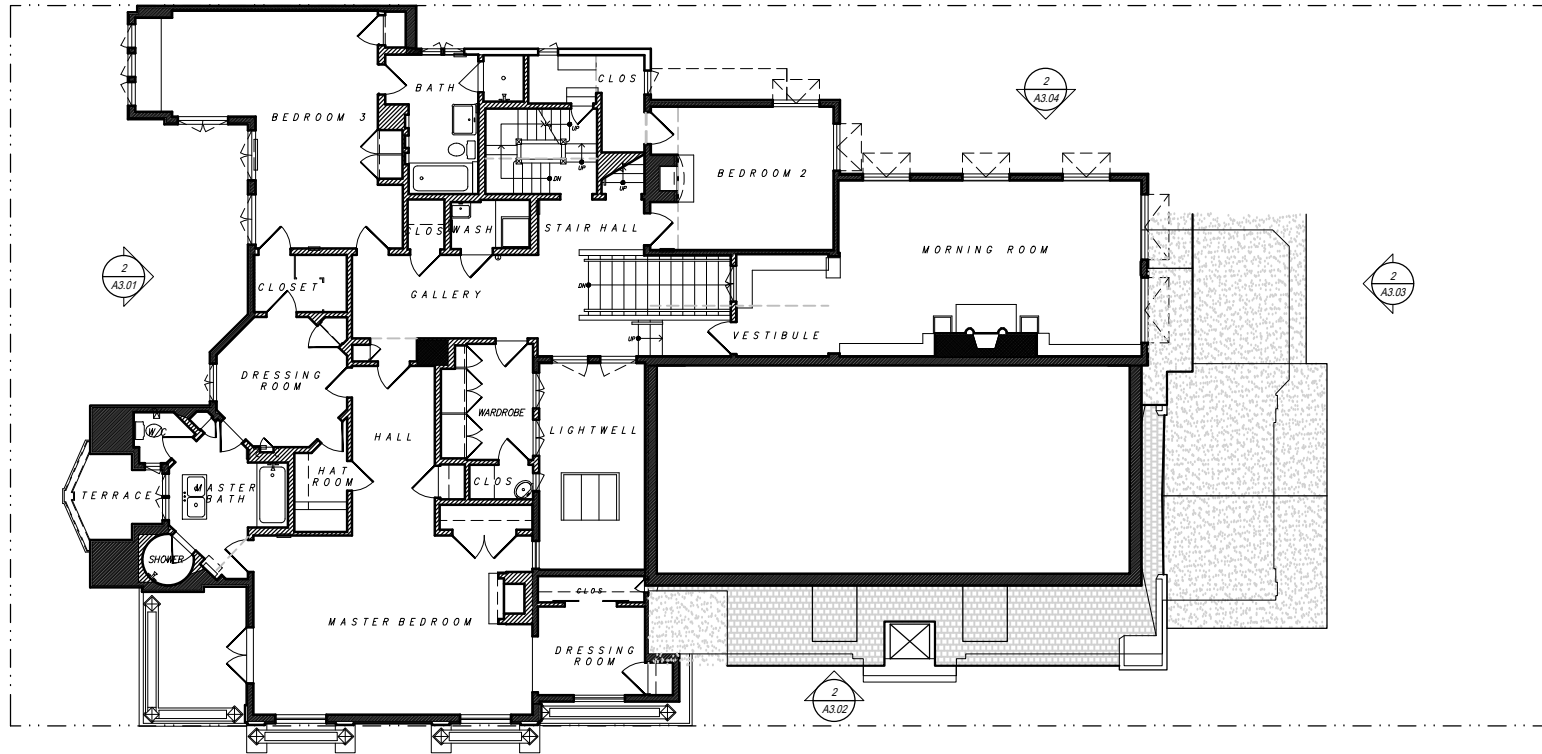 CLOS
2
A3.04
BATH
BEDROOM 3
UP
UP
DN
UP
BEDROOM 2
CLOS
WASH
STAIR HALL
MORNING ROOM
2
A3.01
2
A3.03
CLOSET
GALLERY
DN
VESTIBULE
UP
DRESSING
ROOM
WARDROBE
W/C
HALL
LIGHTWELL
HAT
ROOM
CLOS
TERRACE
MASTER
BATH
SHOWER
CLOS
MASTER BEDROOM
DRESSING
ROOM
2
A3.02